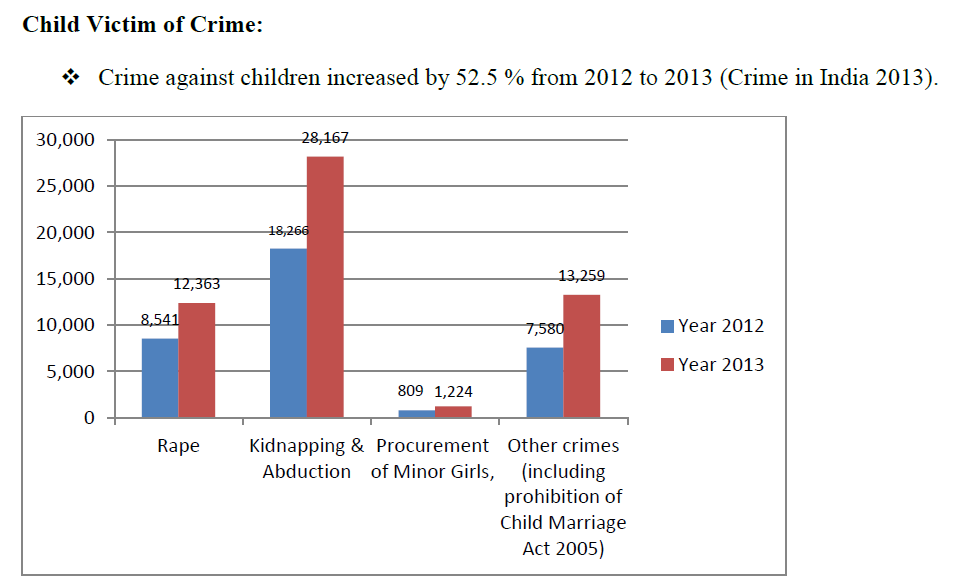 Child Victim of Crime:
❖ Crime against children increased by 52.5 % from 2012 to 2013 (Crime in India 2013).
30,000
25,000
20,000
15,000
10,000
5,000
0
8,541
12,363
18,266
28,167
809
1,224
7,580
13,259
Rape
Kidnapping &
Abduction
Procurement
of Minor Girls,
Other crimes
(including
prohibition of
Child Marriage
Act 2005)
Year 2012
Year 2013